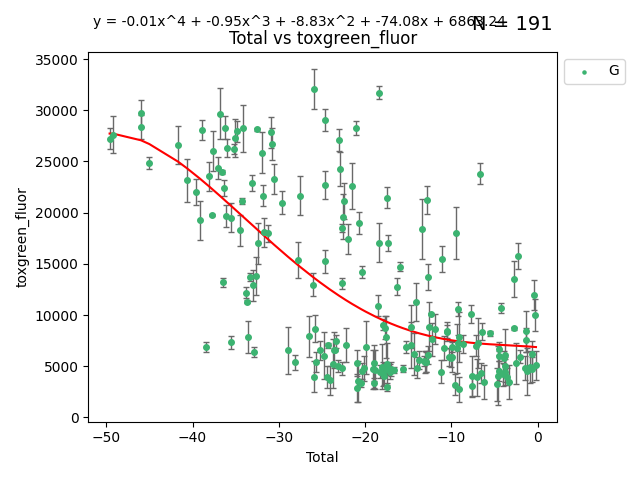 y = -0.01x^4 + -0.95x^3 + -8.83x^2 + -74.08x + 6863.24
N = 191
Total vs toxgreen_fluor
G
35000
30000
25000
20000
15000
10000
5000
0
toxgreen_fluor
−50 −40 −30 −20 −10 0
Total